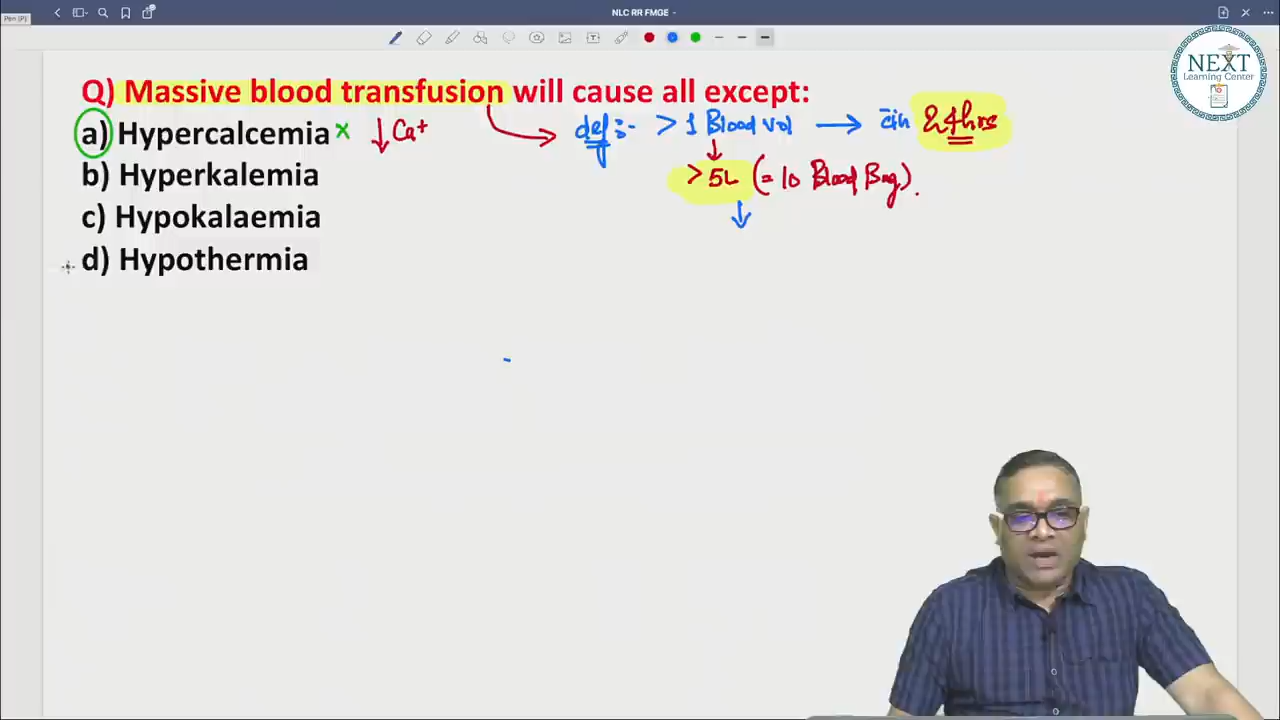 Pen (P)
NLC RR FMGE
NEXT
Learning Center
Q) Massive blood transfusion will cause all except:
a) Hypercalcemia x ↓ Ca+
def :- > 1 Blood Vol → c̄in 24hrs
> 5L (= 10 Blood Bag).
b) Hyperkalemia
c) Hypokalaemia
d) Hypothermia